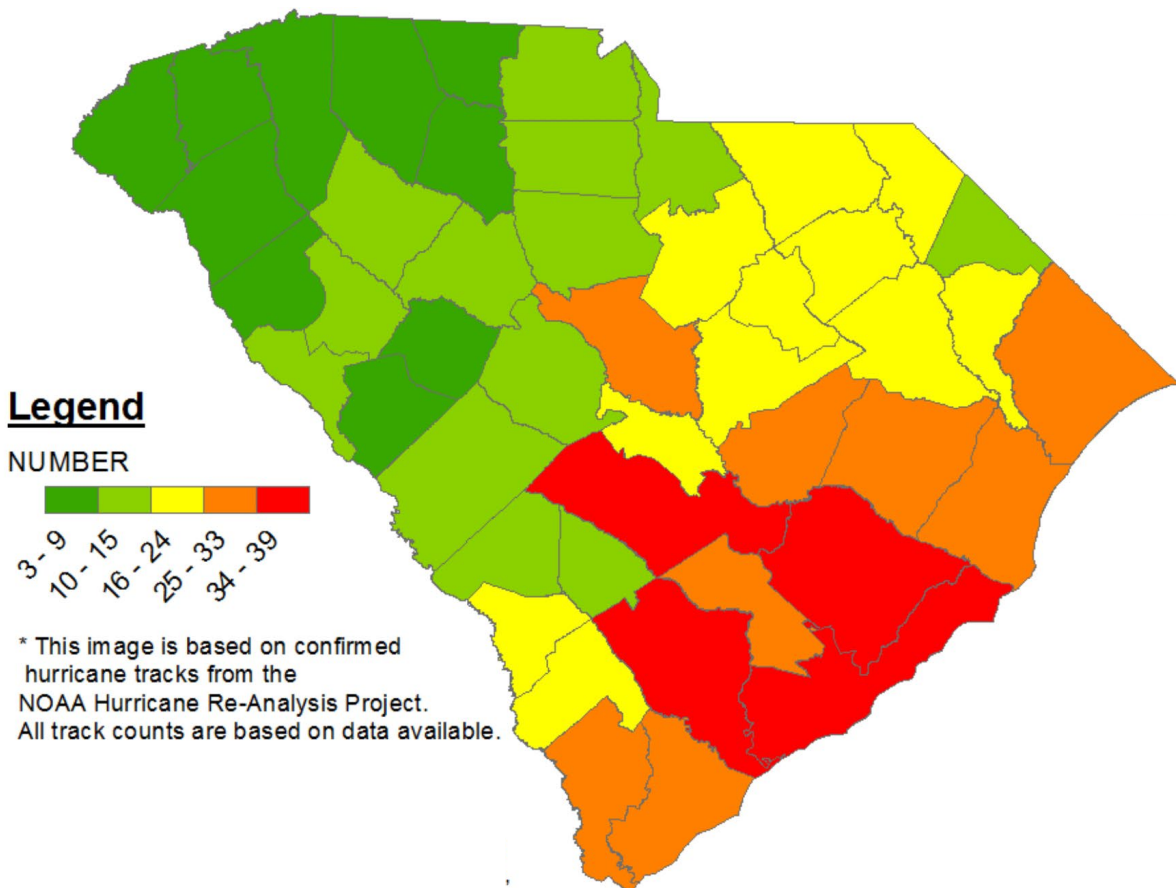 Legend
NUMBER
3 - 9
10 - 15
16 - 24
25 - 33
34 - 39
* This image is based on confirmed
hurricane tracks from the
NOAA Hurricane Re-Analysis Project.
All track counts are based on data available.
,